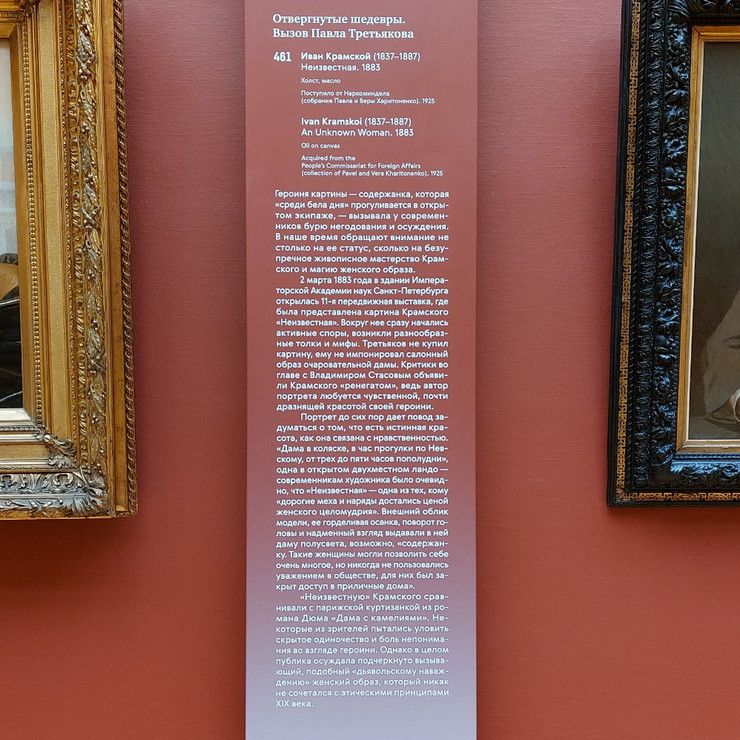 Отвергнутые шедевры.
Вызов Павла Третьякова
461 Иван Крамской (1837–1887)
Неизвестная. 1883
Холст, масло
Поступило от Наркоминдела
(собрание Павла и Веры Харитоненко). 1925
Ivan Kramskoi (1837–1887)
An Unknown Woman. 1883
Oil on canvas
Acquired from the
People's Commissariat for Foreign Affairs
(collection of Pavel and Vera Kharitonenko). 1925
Героиня картины — содержанка, которая
«среди бела дня» прогуливается в откры-
том экипаже, — вызывала у современ-
ников бурю негодования и осуждения.
В наше время обращают внимание не
столько на ее статус, сколько на безу-
пречное живописное мастерство Крам-
ского и магию женского образа.
2 марта 1883 года в здании Импера-
торской Академии наук Санкт-Петербурга
открылась 11-я передвижная выставка, где
была представлена картина Крамского
«Неизвестная». Вокруг нее сразу начались
активные споры, возникли разнообраз-
ные толки и мифы. Третьяков не купил
картину, ему не импонировал салонный
образ очаровательной дамы. Критики во
главе с Владимиром Стасовым объяви-
ли Крамского «ренегатом», ведь автор
портрета любуется чувственной, почти
дразнящей красотой своей героини.
Портрет до сих пор дает повод за-
думаться о том, что есть истинная кра-
сота, как она связана с нравственностью.
«Дама в коляске, в час прогулки по Нев-
скому, от трех до пяти часов пополудни»,
одна в открытом двухместном ландо —
современникам художника было очевид-
но, что «Неизвестная» — одна из тех, кому
«дорогие меха и наряды достались ценой
женского целомудрия». Внешний облик
модели, ее горделивая осанка, поворот го-
ловы и надменный взгляд выдавали в ней
даму полусвета, возможно, «содержан-
ку. Такие женщины могли позволить себе
очень многое, но никогда не пользовались
уважением в обществе, для них был за-
крыт доступ в приличные дома».
«Неизвестную» Крамского срав-
нивали с парижской куртизанкой из ро-
мана Дюма «Дама с камелиями». Не-
которые из зрителей пытались уловить
скрытое одиночество и боль непонима-
ния во взгляде героини. Однако в целом
публика осуждала подчеркнуто вызываю-
щий, подобный «дьявольскому наваж-
дению» женский образ, который никак
не сочетался с этическими принципами
XIX века.